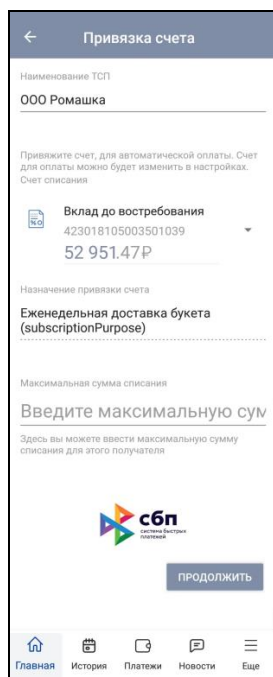 Привязка счета
Наименование ТСП
ООО Ромашка
Привяжите счет, для автоматической оплаты. Счет
для оплаты можно будет изменить в настройках.
Счет списания
Вклад до востребования
423018105003501039
52 951.47₽
Назначение привязки счета
Еженедельная доставка букета
(subscriptionPurpose)
Максимальная сумма списания
Введите максимальную сум
Здесь вы можете ввести максимальную сумму
списания для этого получателя
сбп
система быстрых
платежей
ПРОДОЛЖИТЬ
Главная История Платежи Новости Еще